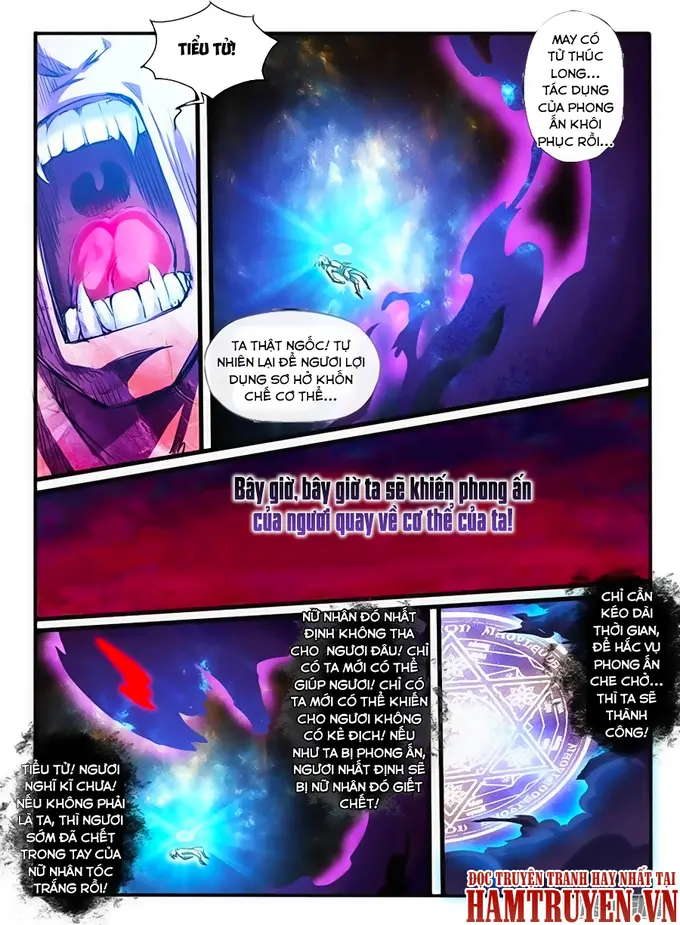 TIỂU TỬ!
MAY CÓ
TỪ THÚC
LONG...
TÁC DỤNG
CỦA PHONG
ẤN KHÔI
PHỤC RỒI...
TA THẬT NGỐC! TỰ
NHIÊN LẠI ĐỂ NGƯƠI LỢI
DỤNG SƠ HỞ KHỐN
CHẾ CƠ THỂ...
Bây giờ, bây giờ ta sẽ khiến phong ấn
của ngươi quay về cơ thể của ta!
NỮ NHÂN ĐÓ NHẤT
ĐỊNH KHÔNG THA
CHO NGƯƠI ĐÂU! CHỈ
CÓ TA MỚI CÓ THỂ
GIÚP NGƯƠI! CHỈ CÓ
TA MỚI CÓ THỂ KHIẾN
CHO NGƯƠI KHÔNG
CÓ KẺ ĐỊCH! NẾU
NHƯ TA BỊ PHONG ẤN,
NGƯƠI NHẤT ĐỊNH SẼ
BỊ NỮ NHÂN ĐÓ GIẾT
CHẾT!
TIỂU TỬ! NGƯƠI
NGHĨ KĨ CHƯA!
NẾU KHÔNG PHẢI
LÀ TA, THÌ NGƯƠI
SỚM ĐÃ CHẾT
TRONG TAY CỦA
NỮ NHÂN TÓC
TRẮNG RỒI!
CHỈ CẦN
KÉO DÀI
THỜI GIAN,
ĐỂ HẮC VỤ
PHONG ẤN
CHE CHỞ...
THÌ TA SẼ
THÀNH
CÔNG!
ĐỌC TRUYỆN TRANH HAY NHẤT TẠI
HAMTRUYEN.VN